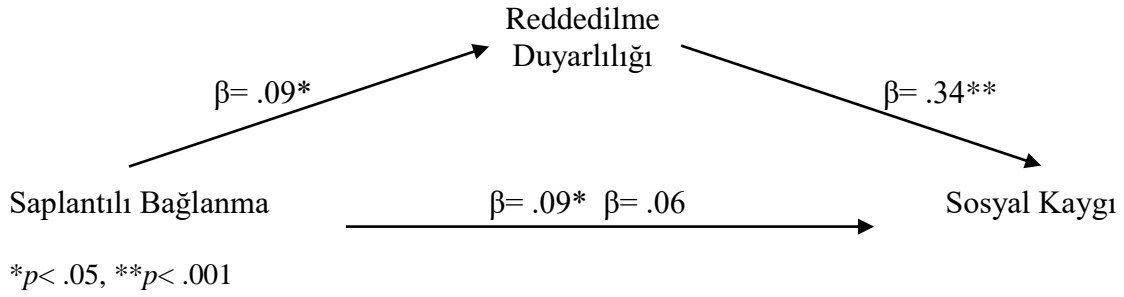 Reddedilme
Duyarlılığı
β= .09*
β= .34**
Saplantılı Bağlanma
β= .09* β= .06
Sosyal Kaygı
*p< .05, **p< .001